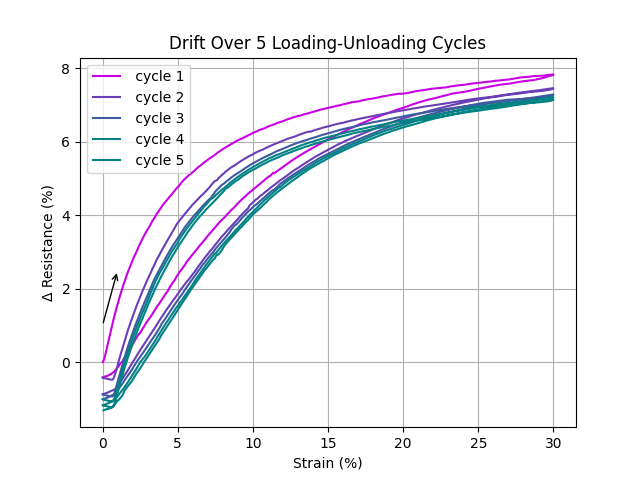 Drift Over 5 Loading-Unloading Cycles
8
6
4
2
0
Δ Resistance (%)
cycle 1
cycle 2
cycle 3
cycle 4
cycle 5
0 5 10 15 20 25 30
Strain (%)